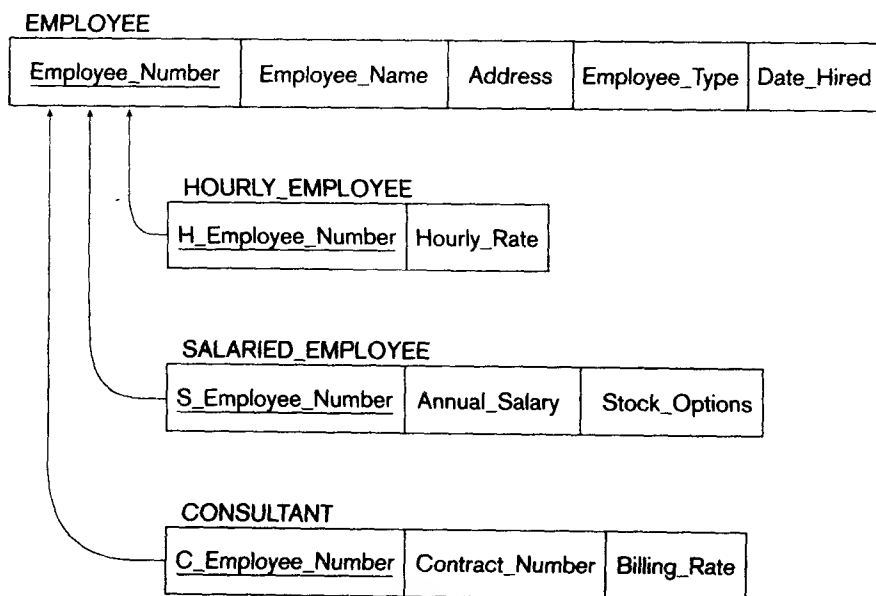 EMPLOYEE
Employee_Number Employee_Name Address Employee_Type Date_Hired
HOURLY_EMPLOYEE
H_Employee_Number Hourly_Rate
SALARIED_EMPLOYEE
S_Employee_Number Annual_Salary Stock_Options
CONSULTANT
C_Employee_Number Contract_Number Billing_Rate